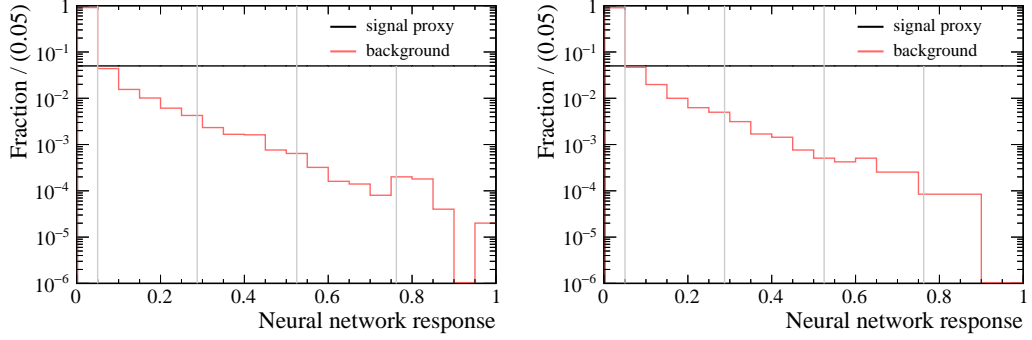 Fraction / (0.05)
1
10⁻¹
10⁻²
10⁻³
10⁻⁴
10⁻⁵
10⁻⁶
signal proxy
background
0 0.2 0.4 0.6 0.8 1
Neural network response
Fraction / (0.05)
1
10⁻¹
10⁻²
10⁻³
10⁻⁴
10⁻⁵
10⁻⁶
signal proxy
background
0 0.2 0.4 0.6 0.8 1
Neural network response